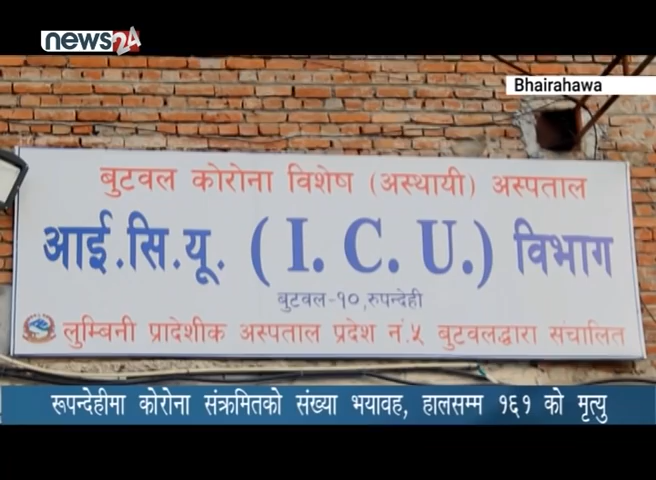 news24
Bhairahawa
बुटवल कोरोना विशेष (अस्थायी) अस्पताल
आई.सि.यू. (I. C. U.) विभाग
बुटवल-१०,रुपन्देही
लुम्बिनी प्रादेशीक अस्पताल प्रदेश नं.५ बुटवलद्वारा संचालित
रूपन्देहीमा कोरोना संक्रमितको संख्या भयावह, हालसम्म १६१ को मृत्यु